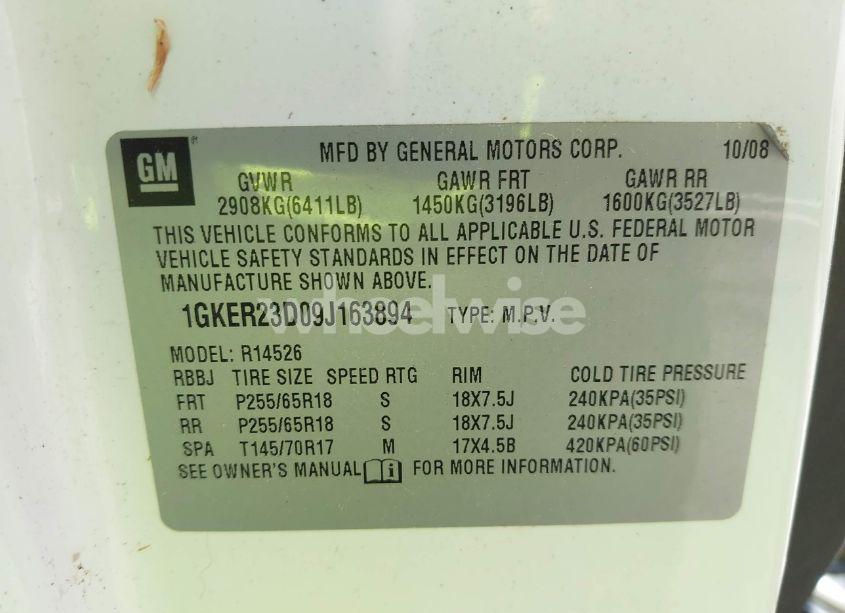 GM
MFD BY GENERAL MOTORS CORP. 10/08
GVWR GAWR FRT GAWR RR
2908KG(6411LB) 1450KG(3196LB) 1600KG(3527LB)
THIS VEHICLE CONFORMS TO ALL APPLICABLE U.S. FEDERAL MOTOR
VEHICLE SAFETY STANDARDS IN EFFECT ON THE DATE OF
MANUFACTURE SHOWN ABOVE.
wheelwise
1GKER23D09J163894 TYPE: M.P.V.
MODEL: R14526
RBBJ TIRE SIZE SPEED RTG RIM COLD TIRE PRESSURE
FRT P255/65R18 S 18X7.5J 240KPA(35PSI)
RR P255/65R18 S 18X7.5J 240KPA(35PSI)
SPA T145/70R17 M 17X4.5B 420KPA(60PSI)
SEE OWNER'S MANUAL i FOR MORE INFORMATION.